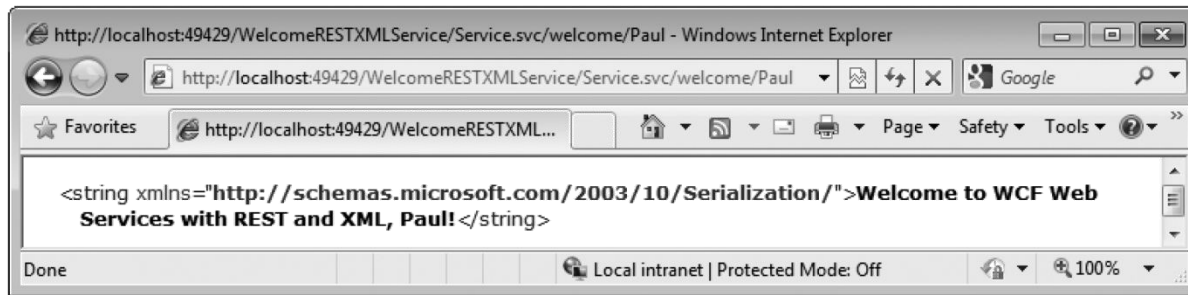 http://localhost:49429/WelcomeRESTXMLService/Service.svc/welcome/Paul - Windows Internet Explorer
http://localhost:49429/WelcomeRESTXMLService/Service.svc/welcome/Paul Google
Favorites http://localhost:49429/WelcomeRESTXML... Page Safety Tools »
<string xmlns="http://schemas.microsoft.com/2003/10/Serialization/">Welcome to WCF Web
Services with REST and XML, Paul!</string>
Done Local intranet | Protected Mode: Off 100%